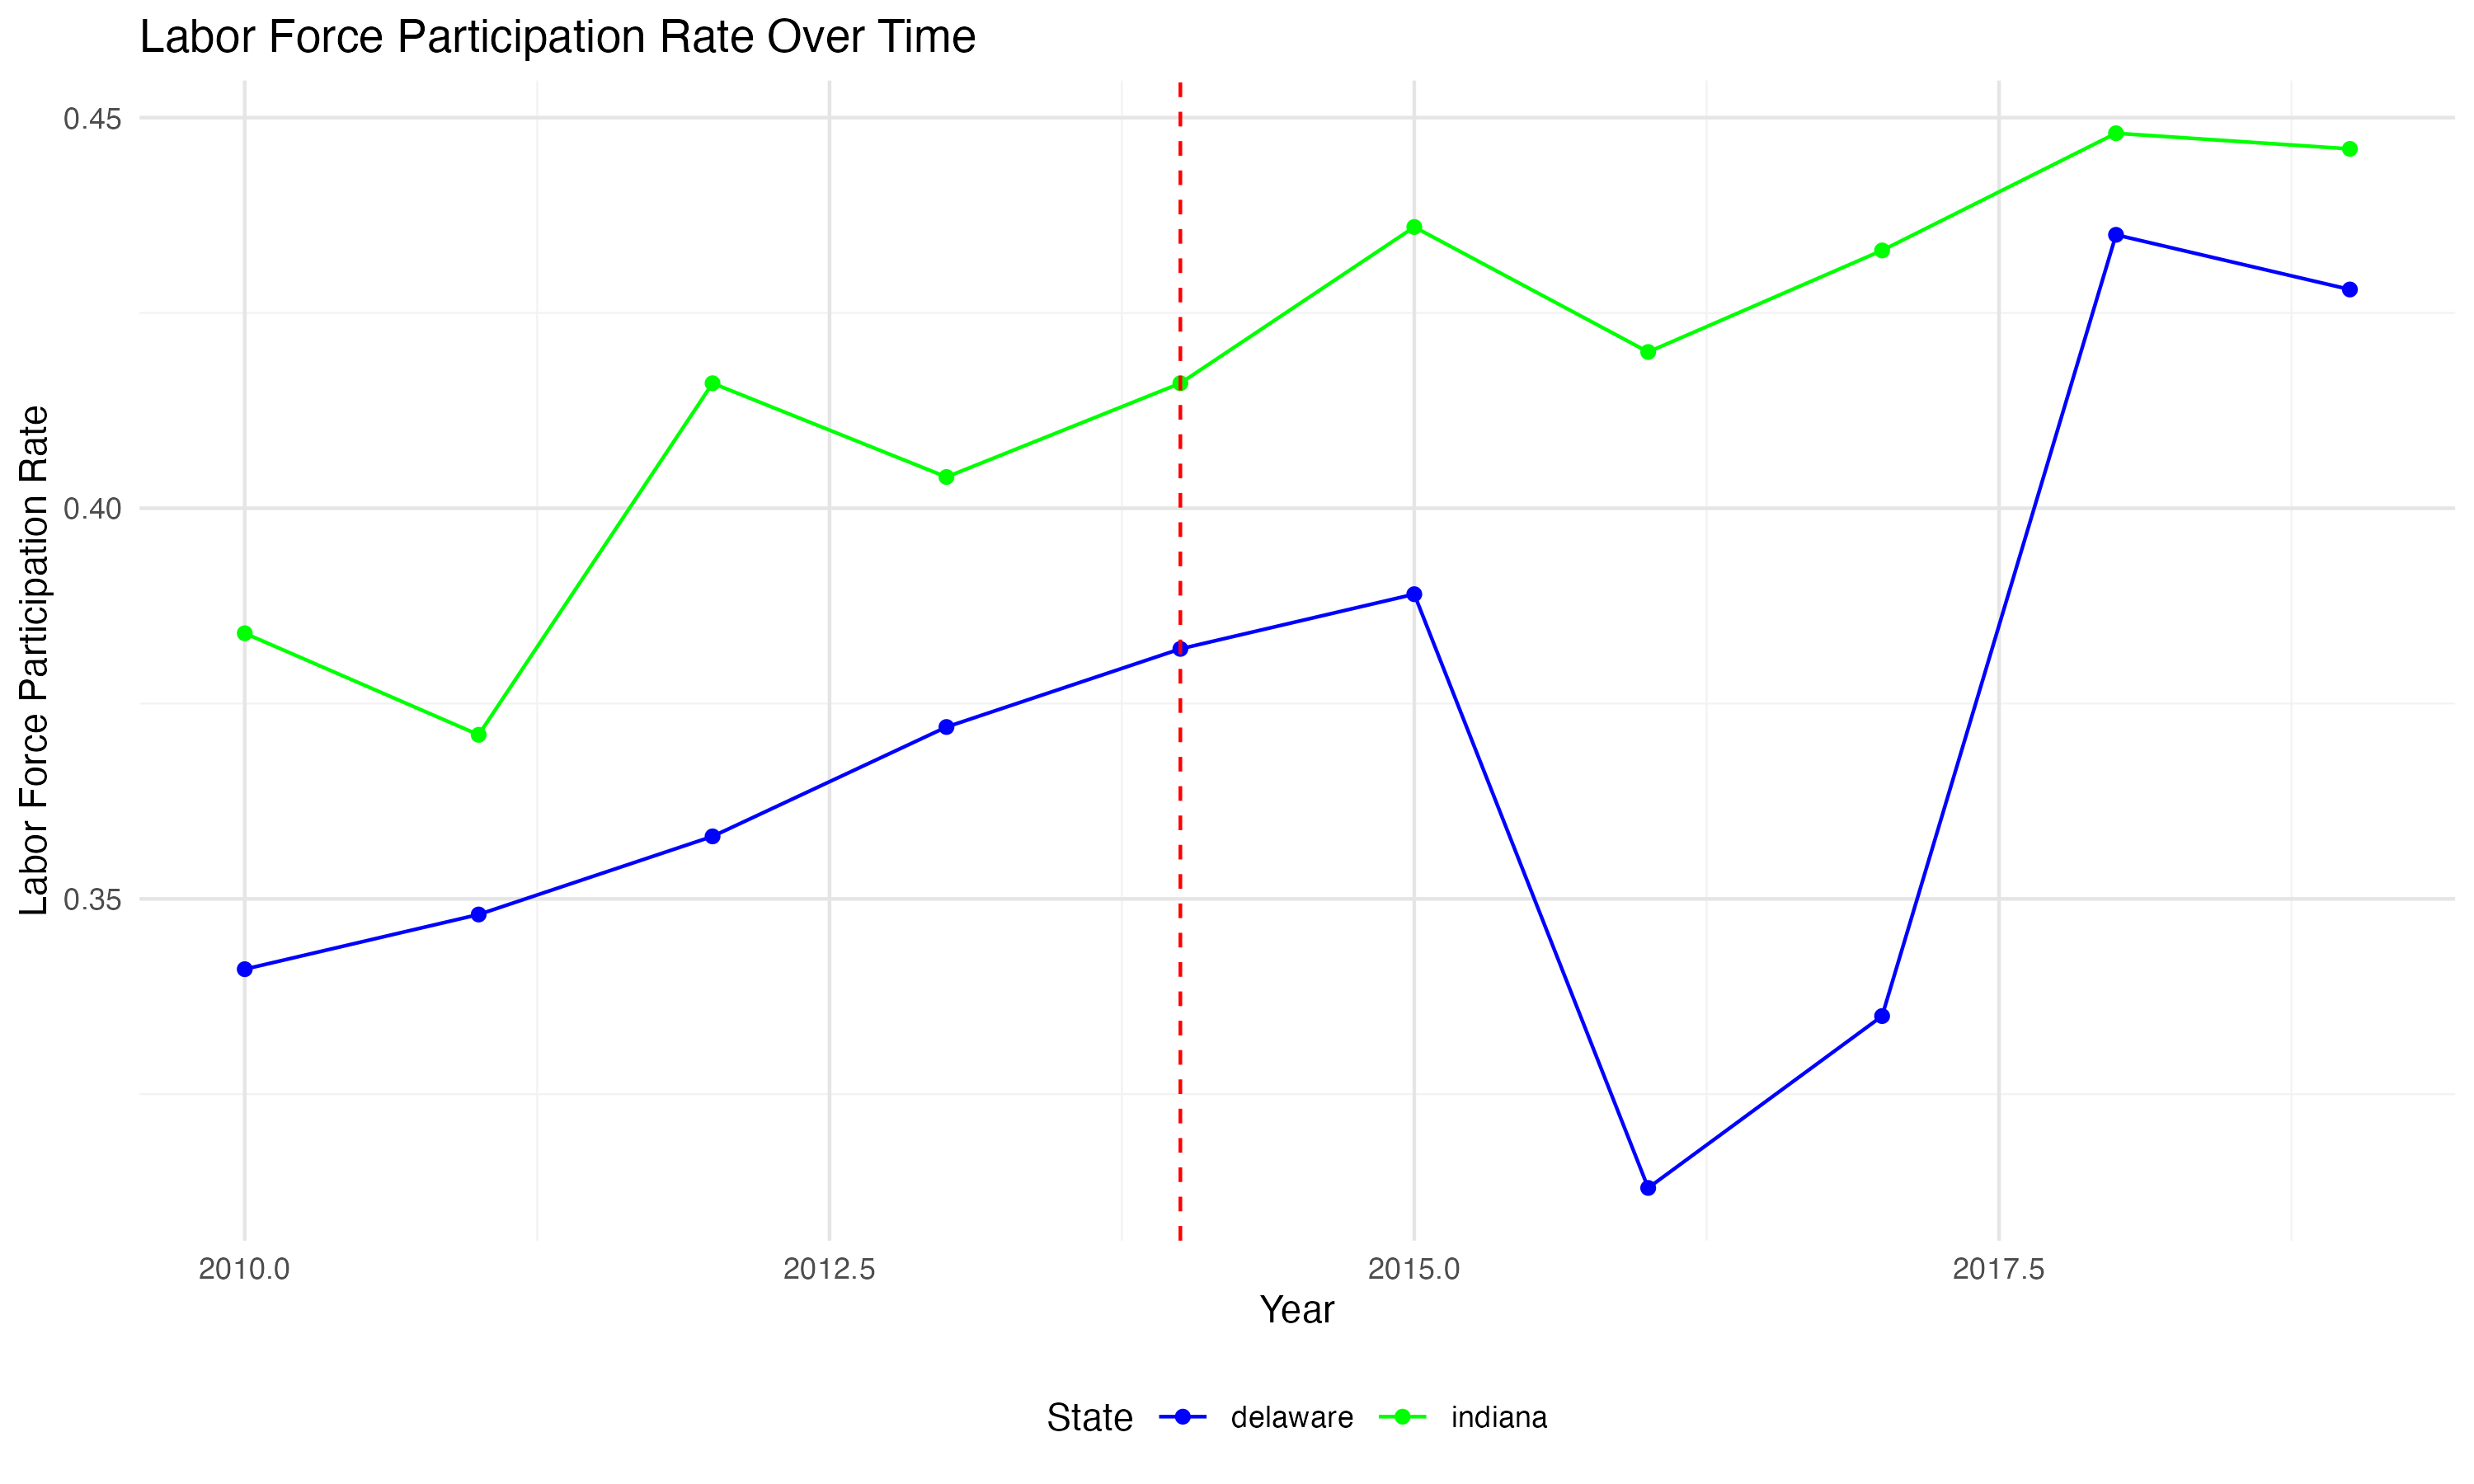 Labor Force Participation Rate Over Time
Labor Force Participation Rate
0.45
0.40
0.35
2010.0 2012.5 2015.0 2017.5
Year
State delaware indiana